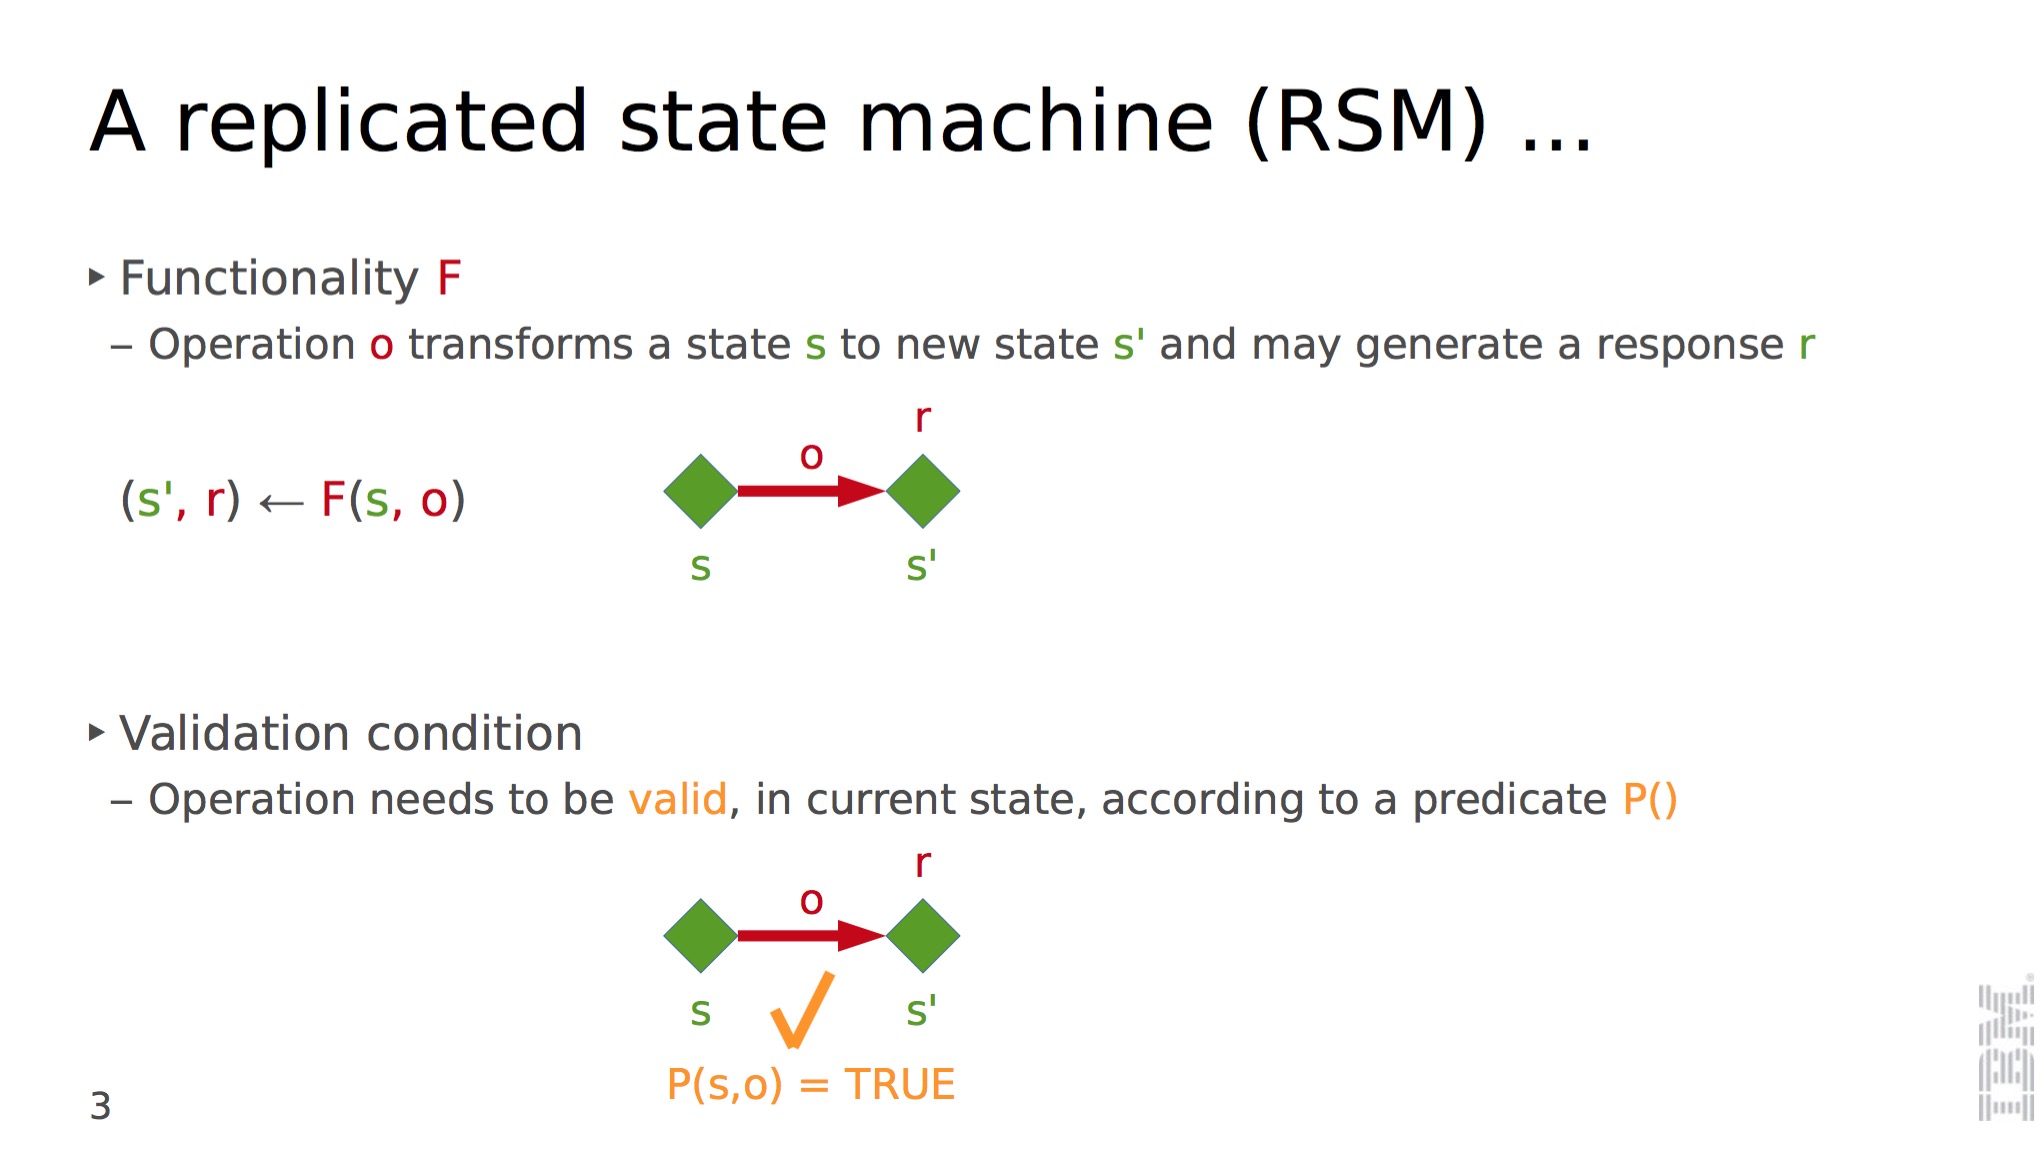 A replicated state machine (RSM) ...
▸ Functionality F
– Operation o transforms a state s to new state s' and may generate a response r
r
o
(s', r) ← F(s, o)
s s'
▸ Validation condition
– Operation needs to be valid, in current state, according to a predicate P()
r
o
s s'
P(s,o) = TRUE
3
IBM